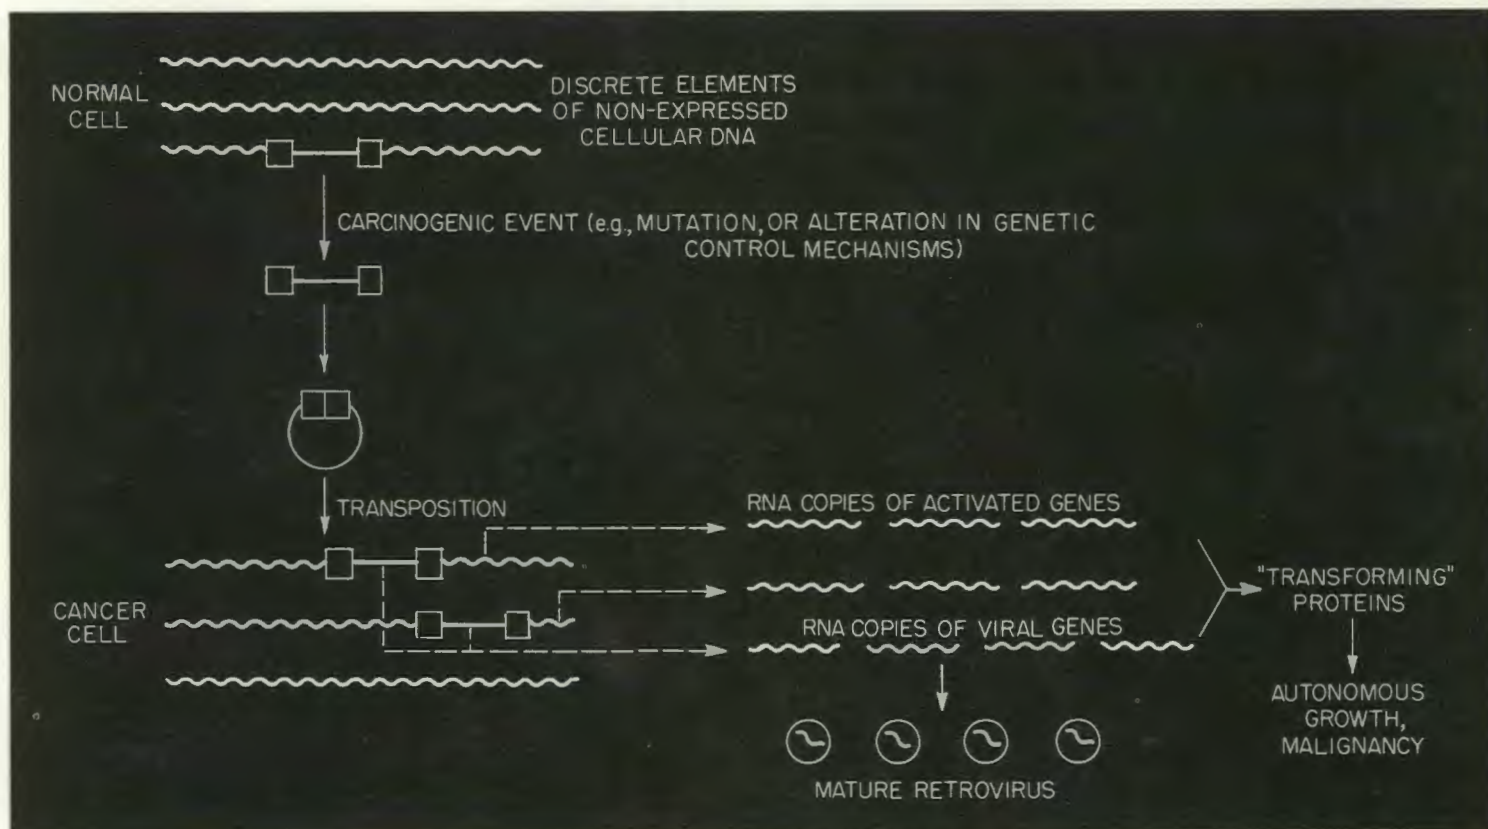 NORMAL
CELL
DISCRETE ELEMENTS
OF NON-EXPRESSED
CELLULAR DNA
CARCINOGENIC EVENT (e.g., MUTATION, OR ALTERATION IN GENETIC
CONTROL MECHANISMS)
TRANSPOSITION
RNA COPIES OF ACTIVATED GENES
CANCER
CELL
RNA COPIES OF VIRAL GENES
"TRANSFORMING"
PROTEINS
AUTONOMOUS
GROWTH,
MALIGNANCY
MATURE RETROVIRUS